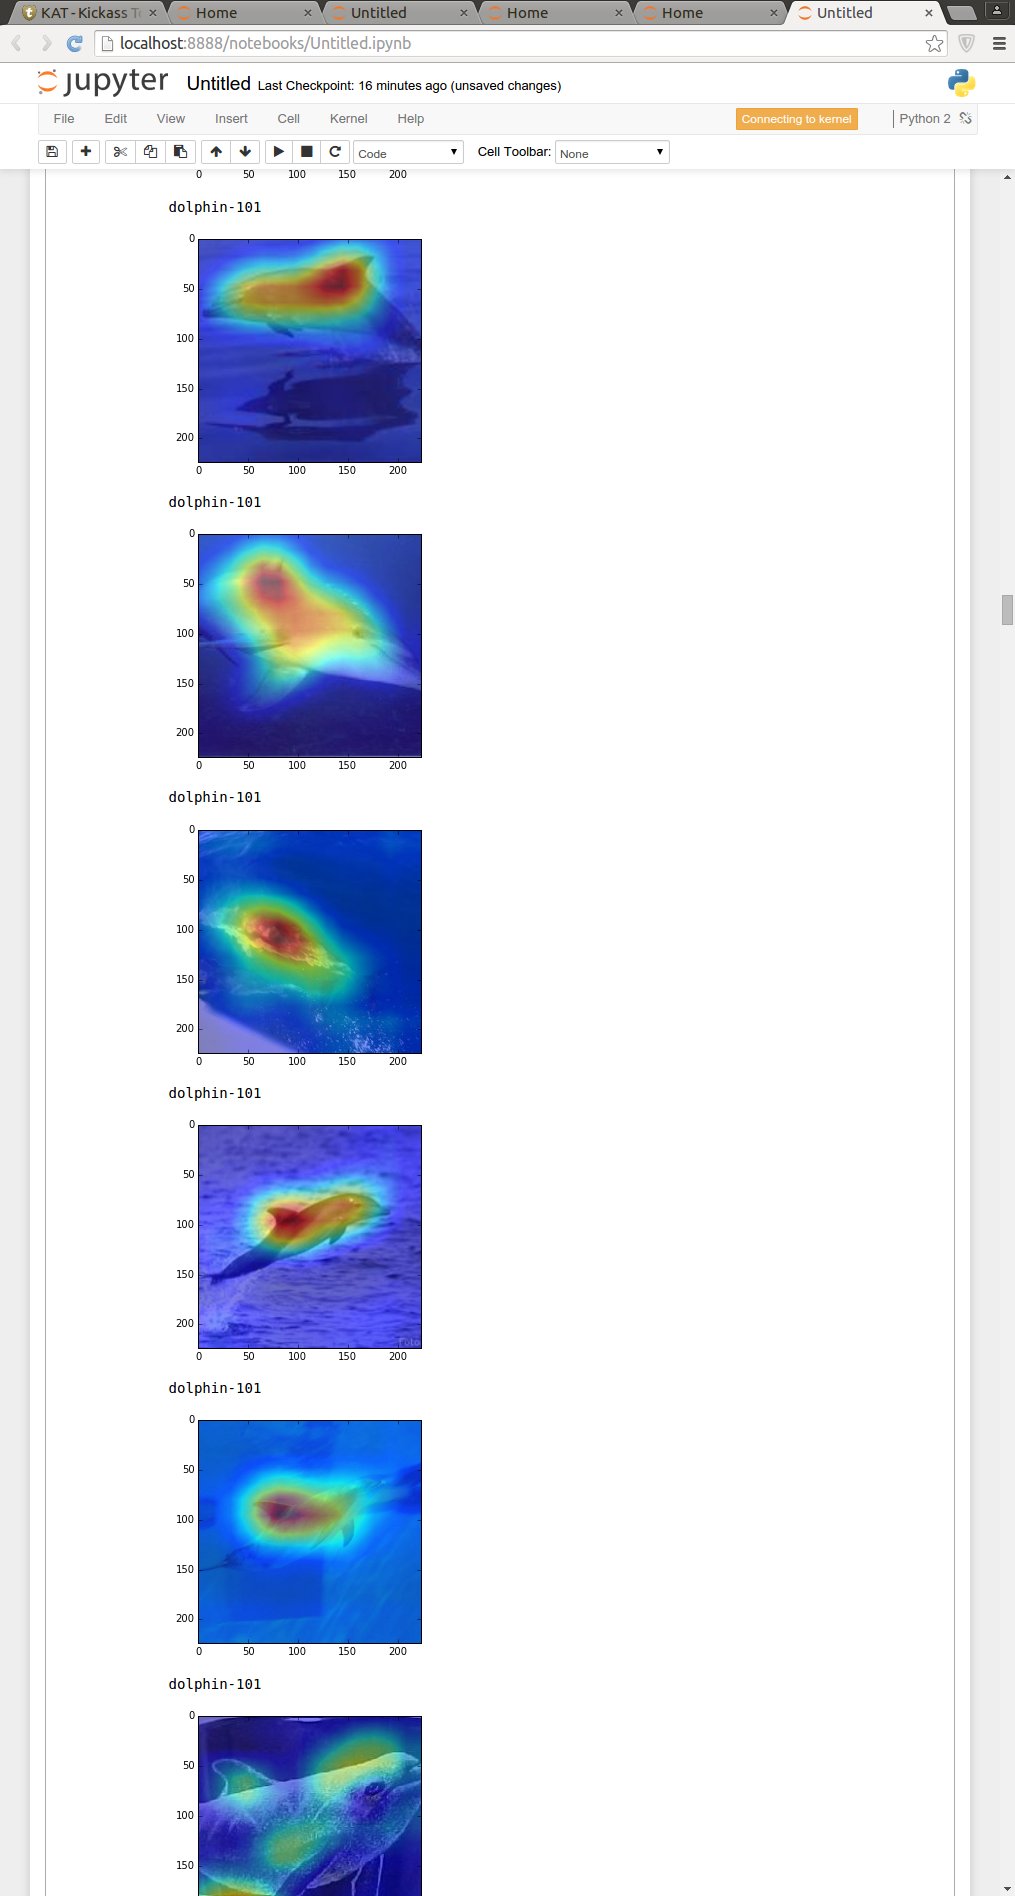 KAT - Kickass T Home Untitled Home Home Untitled
localhost:8888/notebooks/Untitled.ipynb
jupyter Untitled Last Checkpoint: 16 minutes ago (unsaved changes)
File Edit View Insert Cell Kernel Help Connecting to kernel Python 2
Code Cell Toolbar: None
0 50 100 150 200
dolphin-101
0
50
100
150
200
0 50 100 150 200
dolphin-101
0
50
100
150
200
0 50 100 150 200
dolphin-101
0
50
100
150
200
0 50 100 150 200
dolphin-101
0
50
100
150
200
Foto
0 50 100 150 200
dolphin-101
0
50
100
150
200
0 50 100 150 200
dolphin-101
0
50
100
150